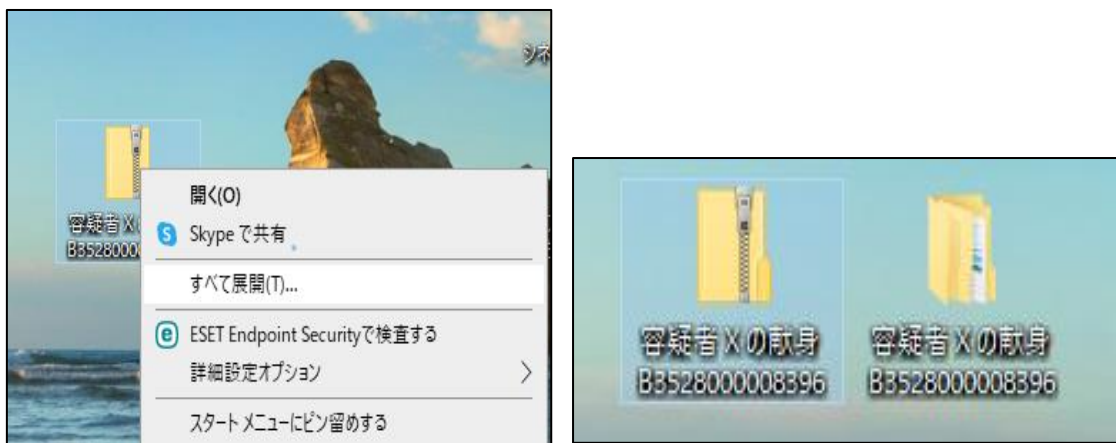 シネ
容疑者 X
B3528000
開く(O)
Skype で共有
すべて展開(T)...
ESET Endpoint Securityで検査する
詳細設定オプション
スタート メニューにピン留めする
容疑者 X の献身
B3528000008396
容疑者 X の献身
B3528000008396